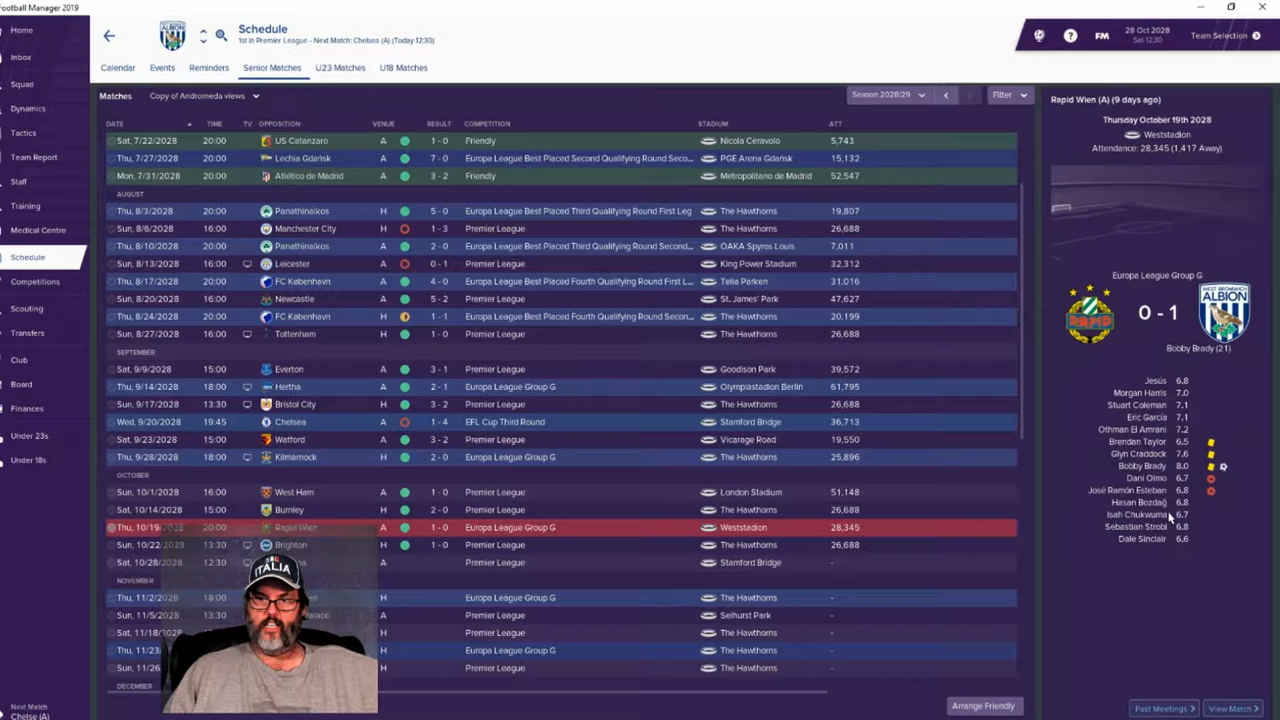 Football Manager 2019
Home
Inbox
Squad
Dynamics
Tactics
Team Report
Staff
Training
Medical Centre
Schedule
Competitions
Scouting
Transfers
Club
Board
Finances
Under 23s
Under 18s
Next Match
Chelse (A)
Schedule
1st in Premier League - Next Match: Chelsea (A) (Today 12:30)
FM
28 Oct 2028
Sat 12:30
Team Selection
Calendar Events Reminders Senior Matches U23 Matches U18 Matches
Matches Copy of Andromeda views Season 2028/29 Filter
DATE TIME TV OPPOSITION VENUE RESULT COMPETITION STADIUM ATT
Sat, 7/22/2028 20:00 US Catanzaro A 1 - 0 Friendly Nicola Ceravolo 5,743
Thu, 7/27/2028 20:00 Lechia Gdańsk A 7 - 0 Europa League Best Placed Second Qualifying Round Seco... PGE Arena Gdańsk 15,132
Mon, 7/31/2028 20:00 Atlético de Madrid A 3 - 2 Friendly Metropolitano de Madrid 52,547
AUGUST
Thu, 8/3/2028 20:00 Panathinaikos H 5 - 0 Europa League Best Placed Third Qualifying Round First Leg The Hawthorns 19,807
Sun, 8/6/2028 16:00 Manchester City H 1 - 3 Premier League The Hawthorns 26,688
Thu, 8/10/2028 20:00 Panathinaikos A 2 - 0 Europa League Best Placed Third Qualifying Round Second... OAKA Spyros Louis 7,011
Sun, 8/13/2028 16:00 Leicester A 0 - 1 Premier League King Power Stadium 32,312
Thu, 8/17/2028 20:00 FC København A 4 - 0 Europa League Best Placed Fourth Qualifying Round First L... Telia Parken 31,016
Sun, 8/20/2028 16:00 Newcastle A 5 - 2 Premier League St. James' Park 47,627
Thu, 8/24/2028 20:00 FC København H 1 - 1 Europa League Best Placed Fourth Qualifying Round Secon... The Hawthorns 20,199
Sun, 8/27/2028 16:00 Tottenham H 1 - 0 Premier League The Hawthorns 26,688
SEPTEMBER
Sat, 9/9/2028 15:00 Everton A 3 - 1 Premier League Goodison Park 39,572
Thu, 9/14/2028 18:00 Hertha A 2 - 1 Europa League Group G Olympiastadion Berlin 61,795
Sun, 9/17/2028 13:30 Bristol City H 3 - 2 Premier League The Hawthorns 26,688
Wed, 9/20/2028 19:45 Chelsea A 1 - 4 EFL Cup Third Round Stamford Bridge 36,713
Sat, 9/23/2028 15:00 Watford A 3 - 2 Premier League Vicarage Road 19,550
Thu, 9/28/2028 18:00 Kilmarnock H 2 - 0 Europa League Group G The Hawthorns 25,896
OCTOBER
Sun, 10/1/2028 16:00 West Ham A 1 - 0 Premier League London Stadium 51,148
Sat, 10/14/2028 15:00 Burnley H 2 - 0 Premier League The Hawthorns 26,688
Thu, 10/19/2028 20:00 Rapid Wien A 1 - 0 Europa League Group G Weststadion 28,345
Sun, 10/22/2028 13:30 Brighton H 1 - 0 Premier League The Hawthorns 26,688
Sat, 10/28/2028 12:30 A Premier League Stamford Bridge -
NOVEMBER
Thu, 11/2/2028 18:00 H Europa League Group G The Hawthorns -
Sun, 11/5/2028 13:30 Palace A Premier League Selhurst Park -
Sat, 11/18/2028 H Premier League The Hawthorns -
Thu, 11/23/ H Europa League Group G The Hawthorns -
Sun, 11/26/ H Premier League The Hawthorns -
DECEMBER
Arrange Friendly
ITALIA
Rapid Wien (A) (9 days ago)
Thursday October 19th 2028
Weststadion
Attendance: 28,345 (1,417 Away)
Europa League Group G
RAPID
0 - 1
WEST BROMWICH
ALBION
Bobby Brady (21)
Jesús 6.8
Morgan Harris 7.0
Stuart Coleman 7.1
Eric García 7.1
Othman El Amrani 7.2
Brendan Taylor 6.5
Glyn Craddock 7.6
Bobby Brady 8.0
Dani Olmo 6.7
José Ramón Esteban 6.8
Hasan Bozdağ 6.8
Isah Chukwuma 6.7
Sebastian Strobl 6.8
Dale Sinclair 6.6
Past Meetings View Match